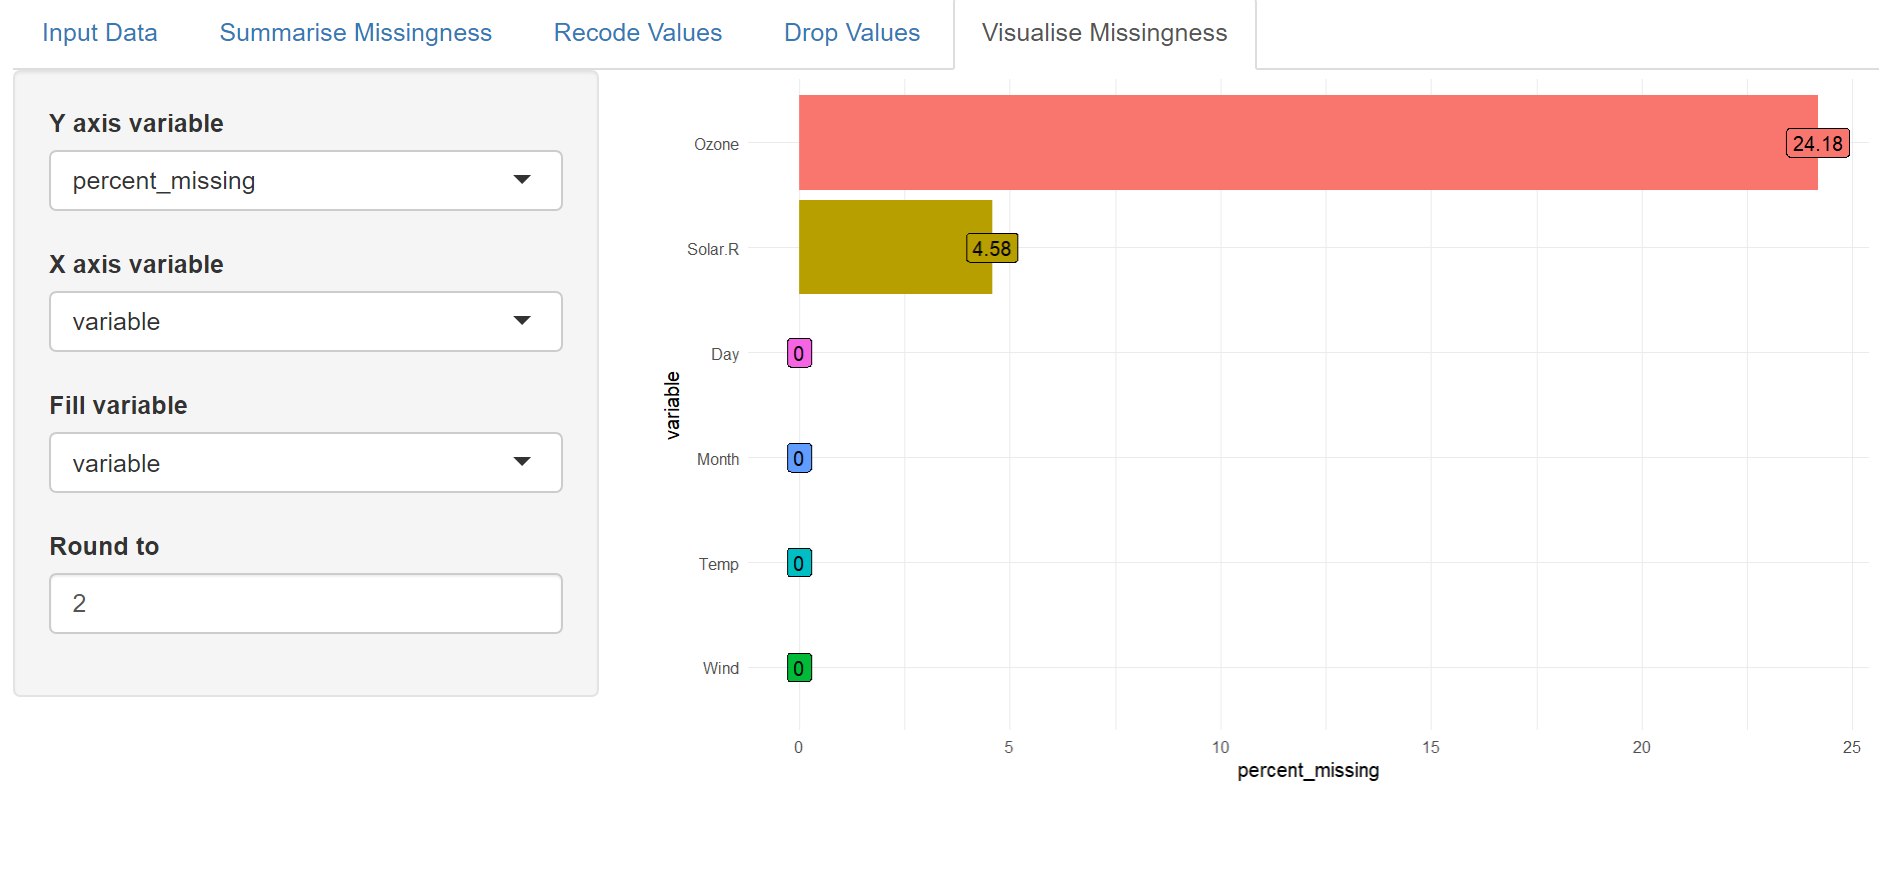 Input Data Summarise Missingness Recode Values Drop Values Visualise Missingness
Y axis variable
percent_missing
X axis variable
variable
Fill variable
variable
Round to
2
variable
Ozone 24.18
Solar.R 4.58
Day 0
Month 0
Temp 0
Wind 0
0 5 10 15 20 25
percent_missing